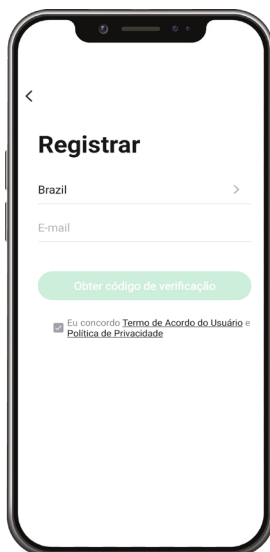 Registrar
Brazil
E-mail
Obter código de verificação
Eu concordo Termo de Acordo do Usuário e
Política de Privacidade